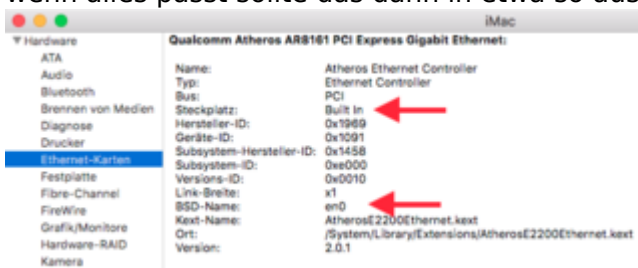 wenn alles passt sollte das dann in etwa so aus
iMac
Hardware
ATA
Audio
Bluetooth
Brennen von Medien
Diagnose
Drucker
Ethernet-Karten
Festplatte
Fibre-Channel
FireWire
Grafik/Monitore
Hardware-RAID
Kamera
Qualcomm Atheros AR8161 PCI Express Gigabit Ethernet:
Name: Atheros Ethernet Controller
Typ: Ethernet Controller
Bus: PCI
Steckplatz: Built In
Hersteller-ID: 0x1969
Geräte-ID: 0x1091
Subsystem-Hersteller-ID: 0x1458
Subsystem-ID: 0xe000
Versions-ID: 0x0010
Link-Breite: x1
BSD-Name: en0
Kext-Name: AtherosE2200Ethernet.kext
Ort: /System/Library/Extensions/AtherosE2200Ethernet.kext
Version: 2.0.1